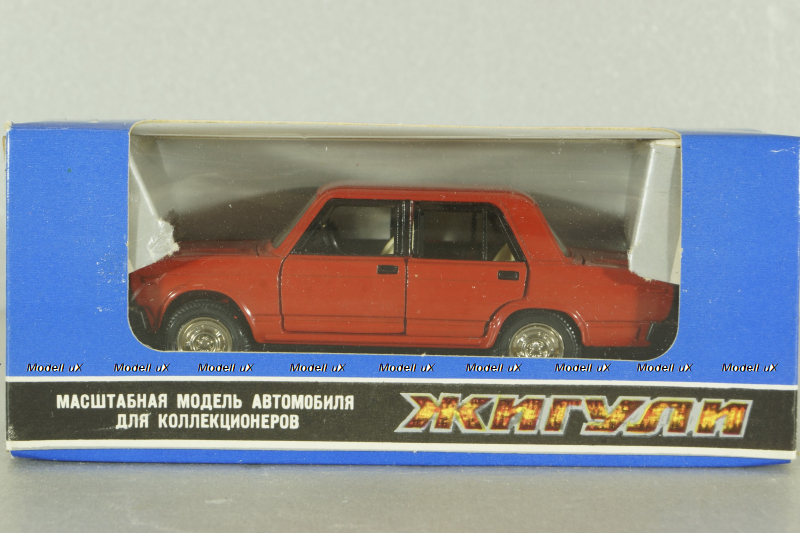 Modell uX Modell uX Modell uX Modell uX Modell uX Modell uX Modell uX Modell uX Modell uX
МАСШТАБНАЯ МОДЕЛЬ АВТОМОБИЛЯ
ДЛЯ КОЛЛЕКЦИОНЕРОВ
ЖИГУЛИ